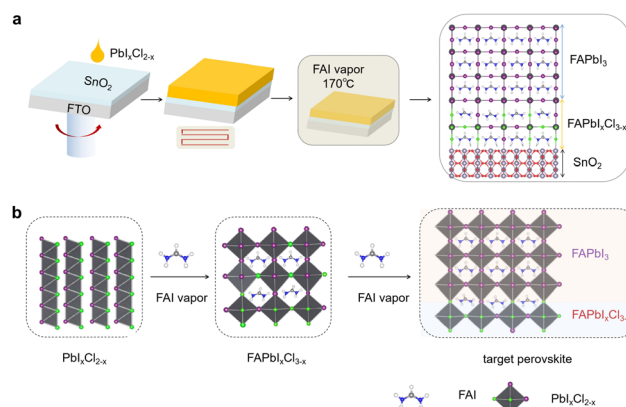 a
PbIₓCl₂₋ₓ
SnO₂
FTO
FAI vapor
170℃
FAPbI₃
FAPbIₓCl₃₋ₓ
SnO₂
b
FAI vapor
FAI vapor
FAPbI₃
FAPbIₓCl₃₋
PbIₓCl₂₋ₓ
FAPbIₓCl₃₋ₓ
target perovskite
FAI
PbIₓCl₂₋ₓ